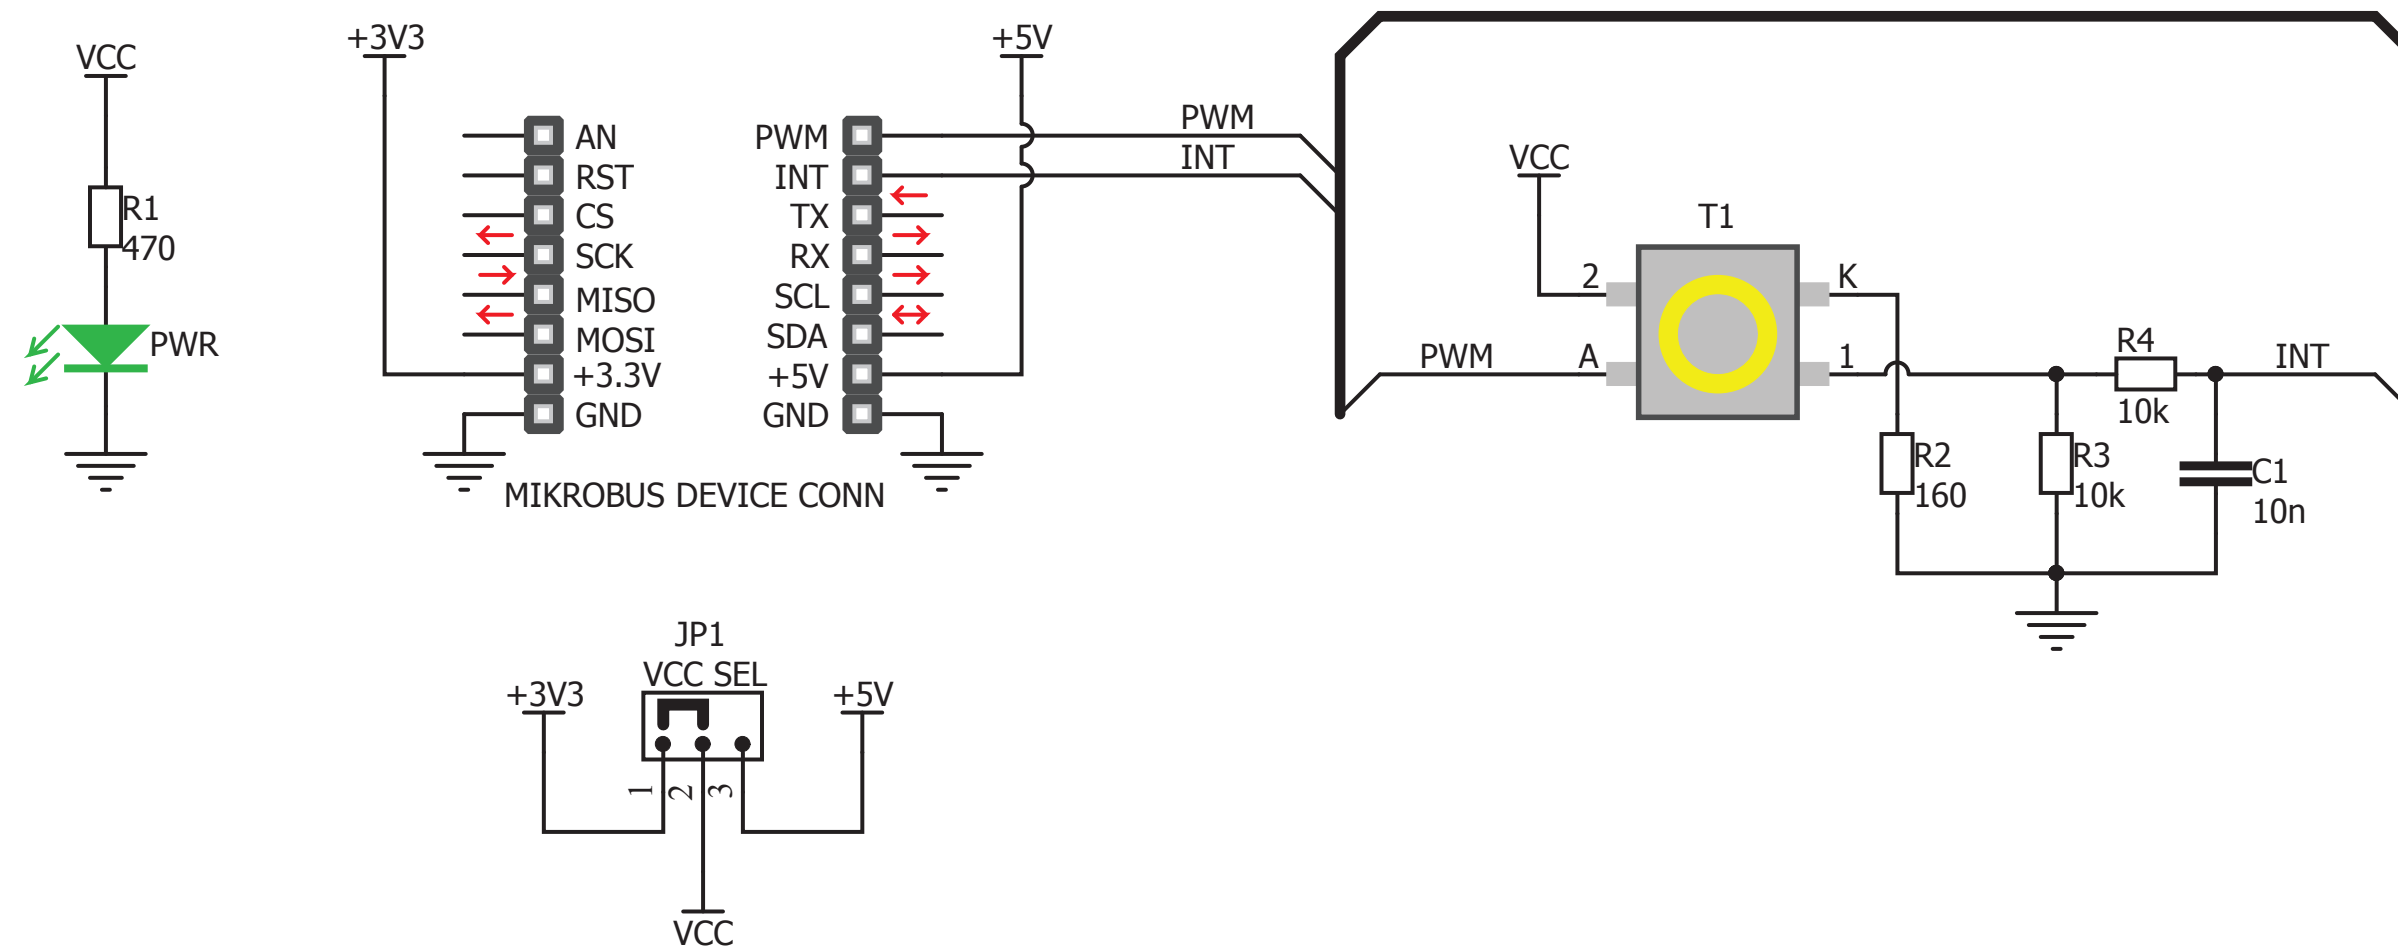 VCC
R1
470
PWR
+3V3
+5V
AN
RST
CS
SCK
MISO
MOSI
+3.3V
GND
PWM
INT
TX
RX
SCL
SDA
+5V
GND
MIKROBUS DEVICE CONN
PWM
INT
VCC
T1
2
A
K
1
PWM
R4
10k
INT
R2
160
R3
10k
C1
10n
JP1
VCC SEL
+3V3
+5V
1
2
3
VCC